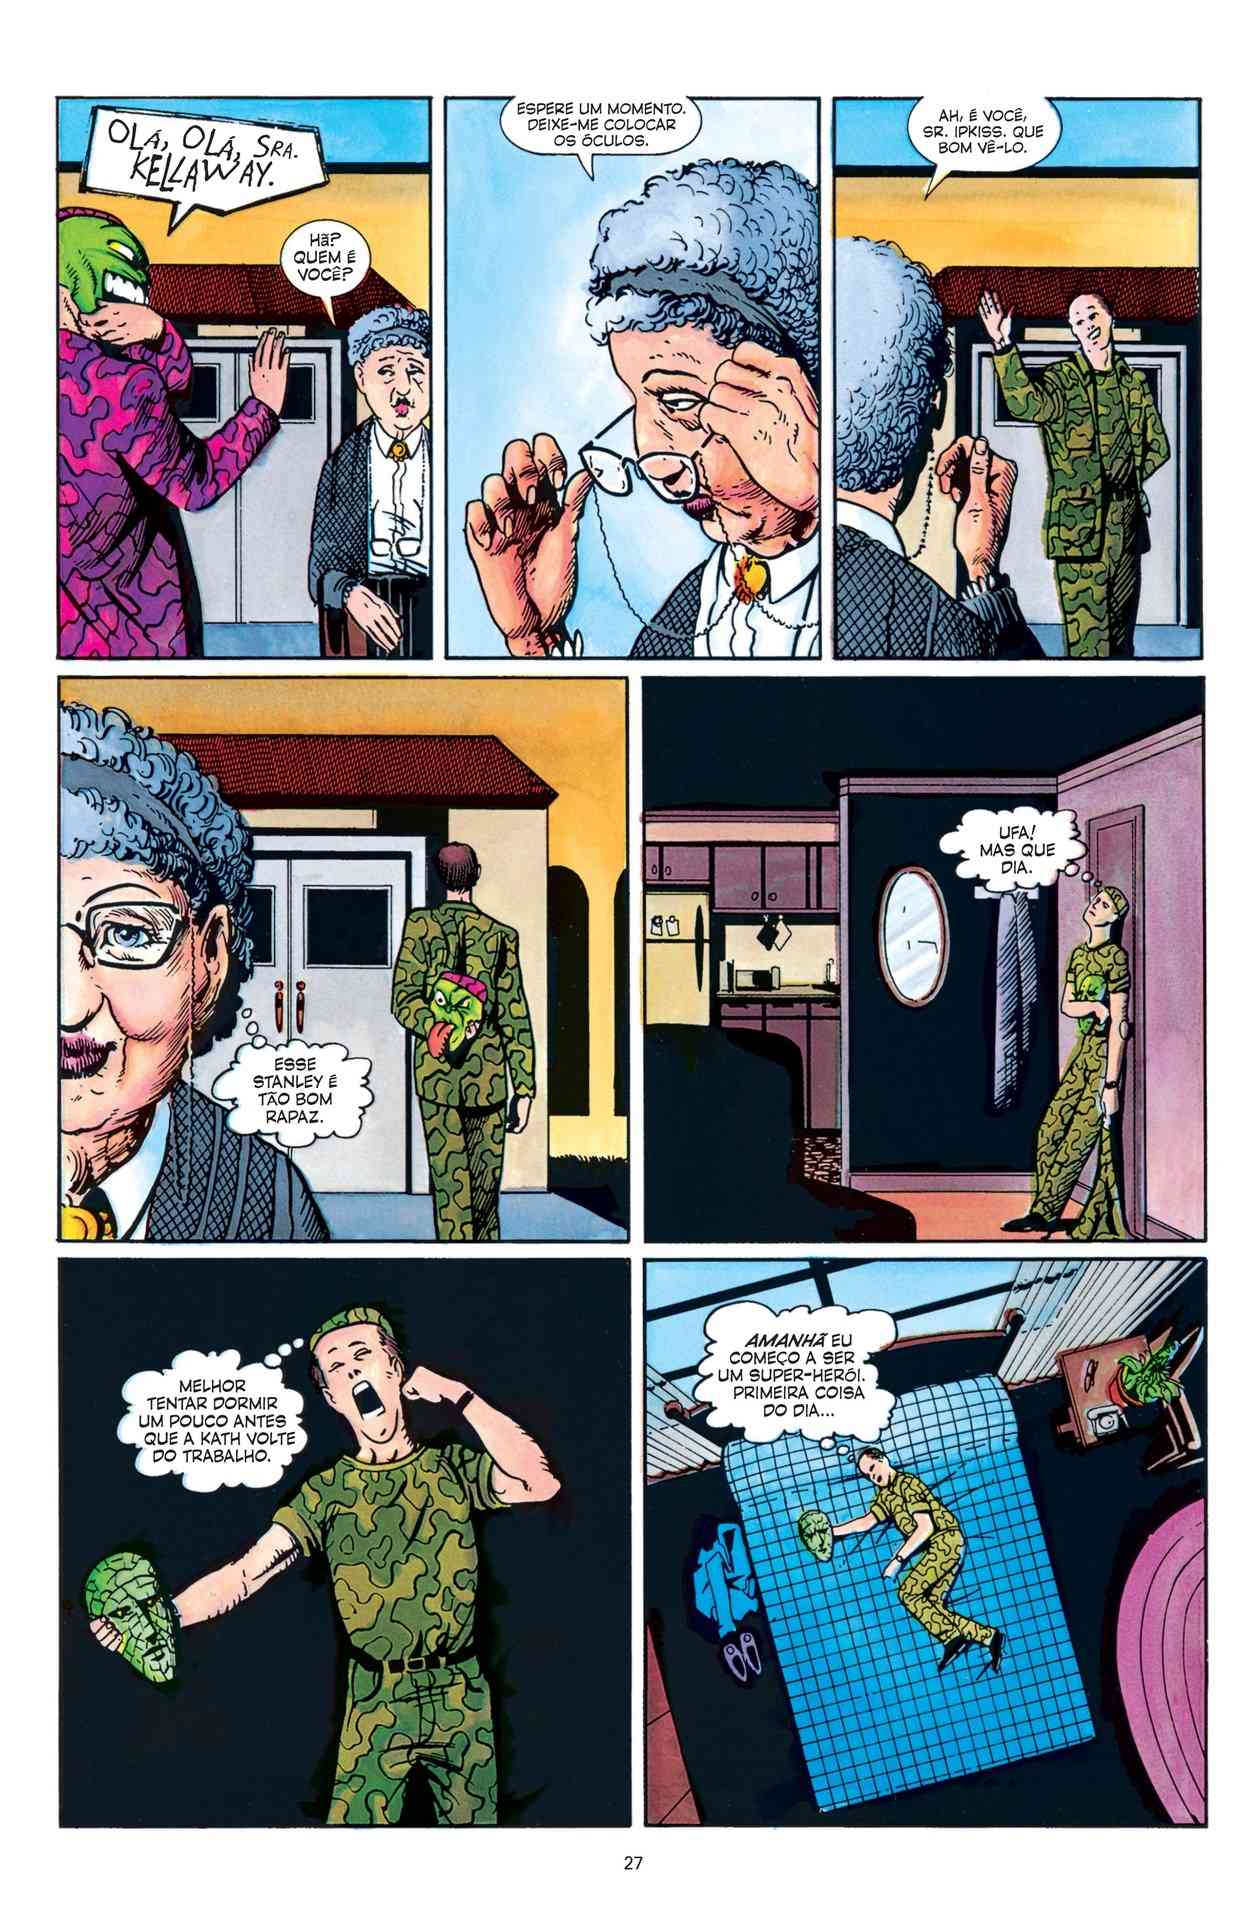 OLÁ, OLÁ, SRA.
KELLAWAY.
HÃ?
QUEM É
VOCÊ?
ESPERE UM MOMENTO.
DEIXE-ME COLOCAR
OS ÓCULOS.
AH, É VOCÊ,
SR. IPKISS. QUE
BOM VÊ-LO.
ESSE
STANLEY É
TÃO BOM
RAPAZ.
UFA!
MAS QUE
DIA.
MELHOR
TENTAR DORMIR
UM POUCO ANTES
QUE A KATH VOLTE
DO TRABALHO.
AMANHÃ EU
COMEÇO A SER
UM SUPER-HERÓI.
PRIMEIRA COISA
DO DIA...
27